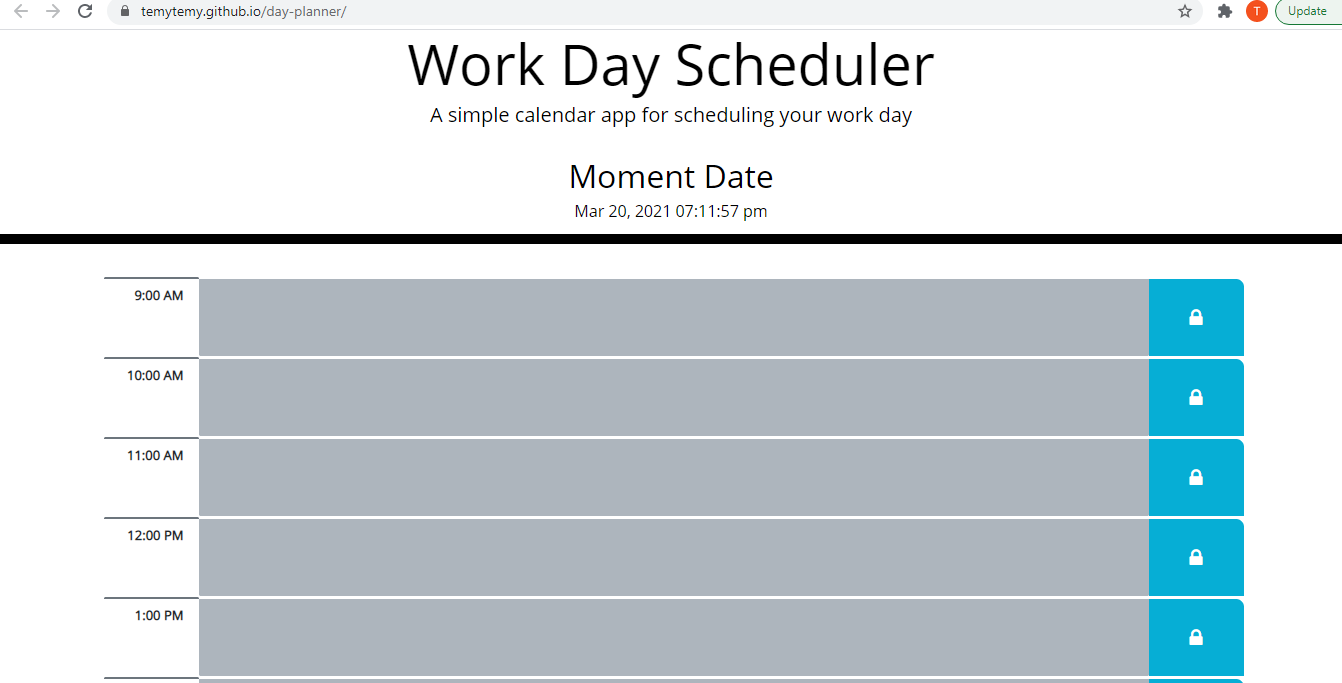 temytemy.github.io/day-planner/
T
Update
Work Day Scheduler
A simple calendar app for scheduling your work day
Moment Date
Mar 20, 2021 07:11:57 pm
9:00 AM
10:00 AM
11:00 AM
12:00 PM
1:00 PM